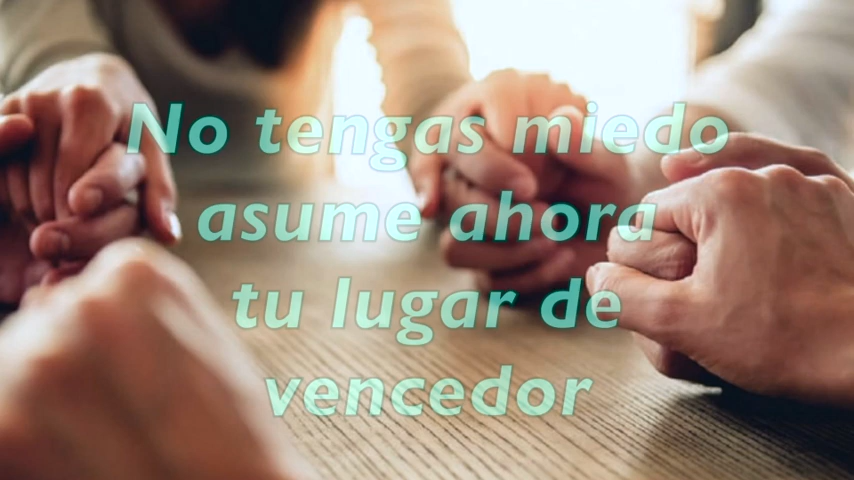 No tengas miedo
asume ahora
tu lugar de
vencedor